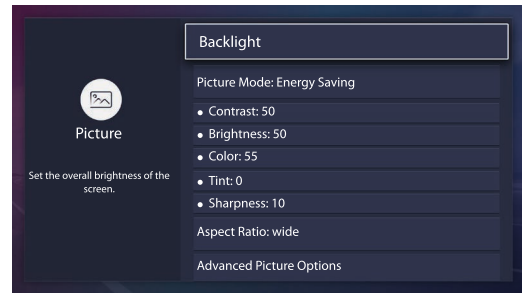 Backlight
Picture
Set the overall brightness of the
screen.
Picture Mode: Energy Saving
• Contrast: 50
• Brightness: 50
• Color: 55
• Tint: 0
• Sharpness: 10
Aspect Ratio: wide
Advanced Picture Options